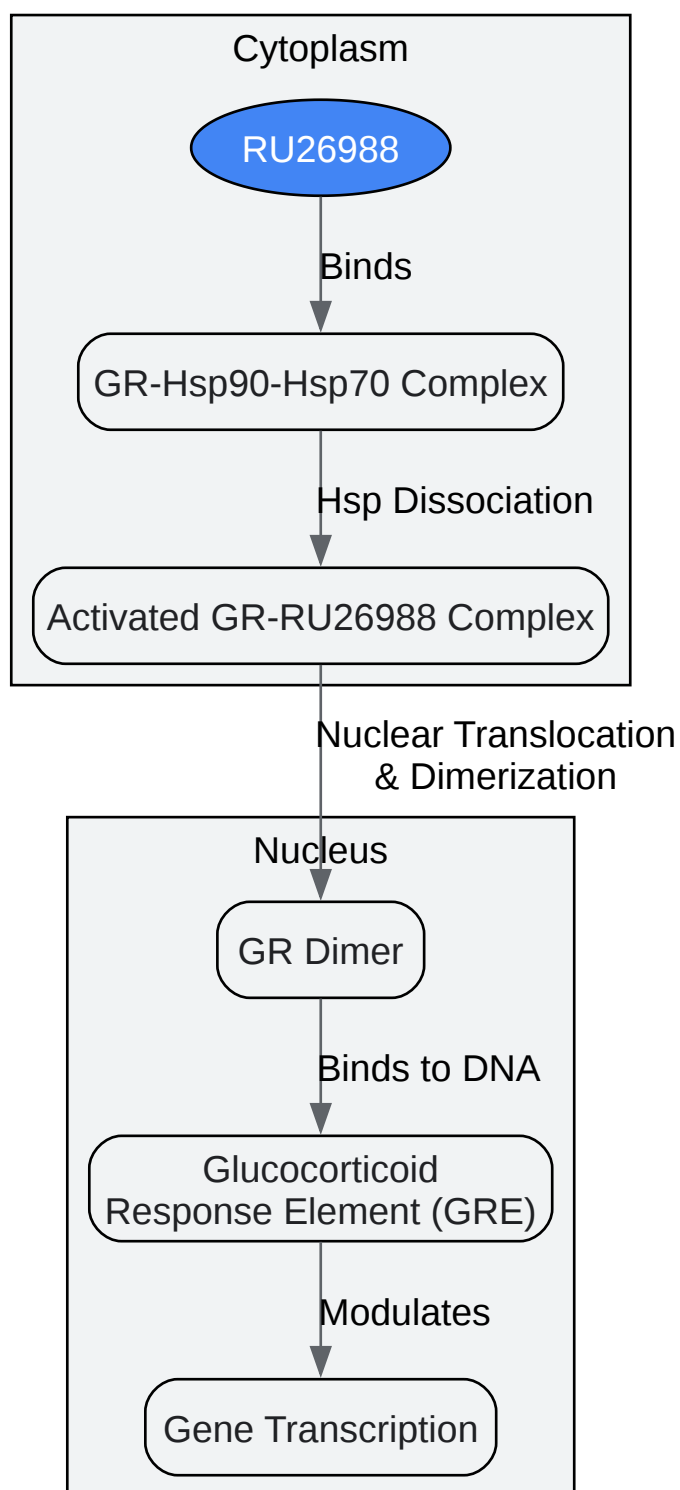 Cytoplasm
RU26988
Binds
GR-Hsp90-Hsp70 Complex
Hsp Dissociation
Activated GR-RU26988 Complex
Nuclear Translocation
& Dimerization
Nucleus
GR Dimer
Binds to DNA
Glucocorticoid
Response Element (GRE)
Modulates
Gene Transcription